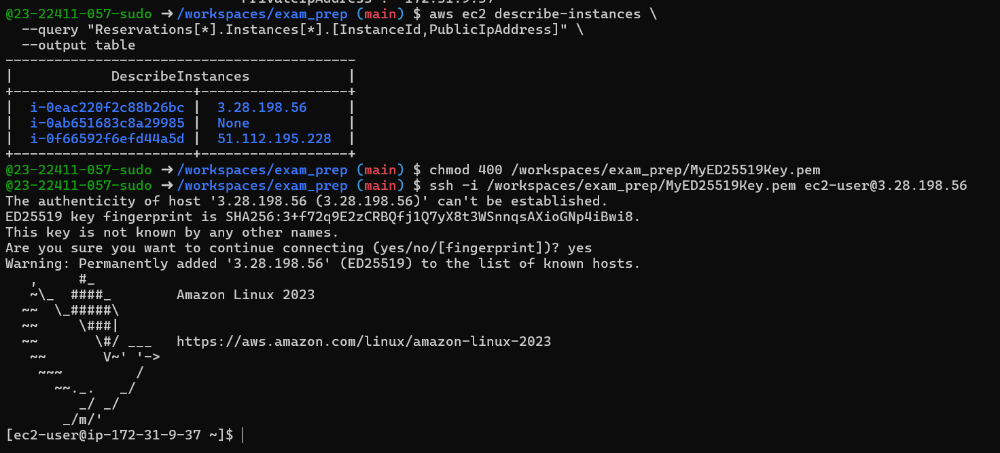 PrivateIpAddress : 172.31.9.37
@23-22411-057-sudo ➜ /workspaces/exam_prep (main) $ aws ec2 describe-instances \
  --query "Reservations[*].Instances[*].[InstanceId,PublicIpAddress]" \
  --output table
-------------------------------------------
|            DescribeInstances            |
+----------------------+------------------+
|  i-0eac220f2c88b26bc |  3.28.198.56     |
|  i-0ab651683c8a29985 |  None            |
|  i-0f66592f6efd44a5d |  51.112.195.228  |
+----------------------+------------------+
@23-22411-057-sudo ➜ /workspaces/exam_prep (main) $ chmod 400 /workspaces/exam_prep/MyED25519Key.pem
@23-22411-057-sudo ➜ /workspaces/exam_prep (main) $ ssh -i /workspaces/exam_prep/MyED25519Key.pem ec2-user@3.28.198.56
The authenticity of host '3.28.198.56 (3.28.198.56)' can't be established.
ED25519 key fingerprint is SHA256:3+f72q9E2zCRBQfj1Q7yX8t3WSnnqsAXioGNp4iBwi8.
This key is not known by any other names.
Are you sure you want to continue connecting (yes/no/[fingerprint])? yes
Warning: Permanently added '3.28.198.56' (ED25519) to the list of known hosts.
   ,     #_
   ~\_  ####_        Amazon Linux 2023
  ~~  \_#####\
  ~~     \###|
  ~~       \#/ ___   https://aws.amazon.com/linux/amazon-linux-2023
   ~~       V~' '->
    ~~~         /
      ~~._.   _/
         _/ _/
       _/m/'
[ec2-user@ip-172-31-9-37 ~]$